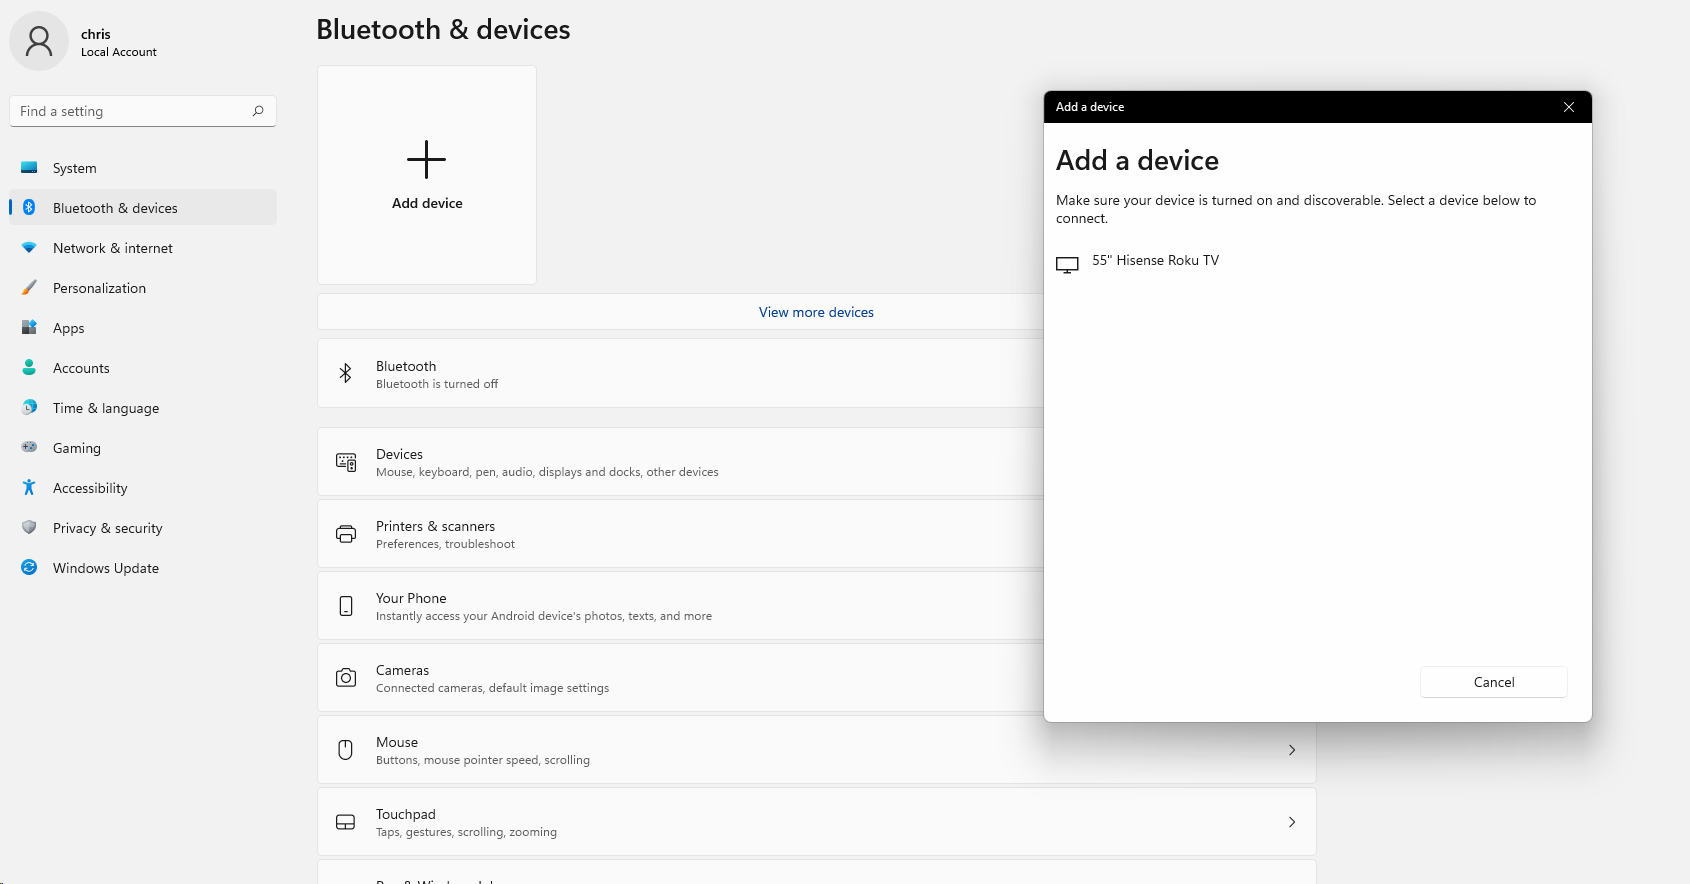 chris
Local Account
Find a setting
System
Bluetooth & devices
Network & internet
Personalization
Apps
Accounts
Time & language
Gaming
Accessibility
Privacy & security
Windows Update
Bluetooth & devices
Add device
View more devices
Bluetooth
Bluetooth is turned off
Devices
Mouse, keyboard, pen, audio, displays and docks, other devices
Printers & scanners
Preferences, troubleshoot
Your Phone
Instantly access your Android device's photos, texts, and more
Cameras
Connected cameras, default image settings
Mouse
Buttons, mouse pointer speed, scrolling
Touchpad
Taps, gestures, scrolling, zooming
Add a device
Add a device
Make sure your device is turned on and discoverable. Select a device below to
connect.
55" Hisense Roku TV
Cancel